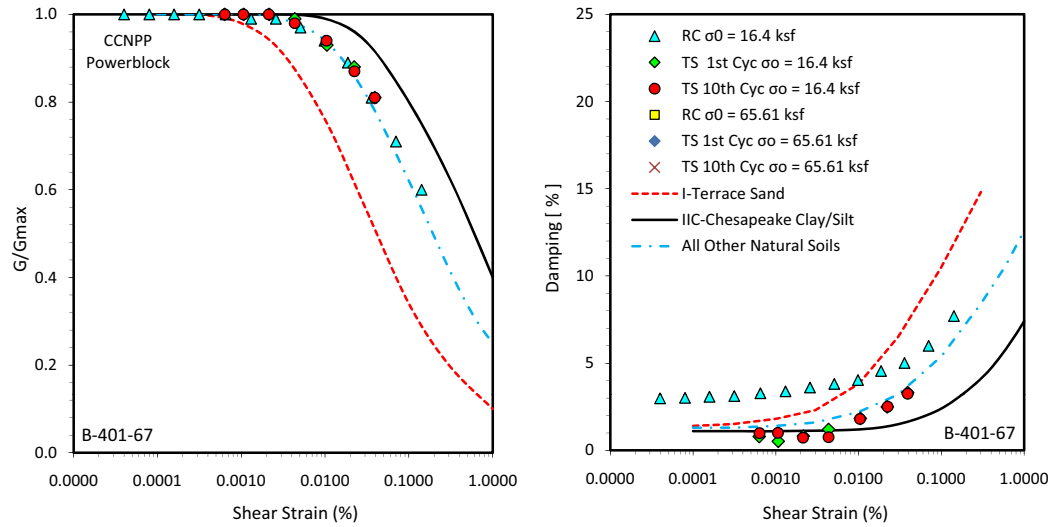 1.0
0.8
0.6
0.4
0.2
0.0
G/Gmax
CCNPP
Powerblock
B-401-67
0.0000 0.0001 0.0010 0.0100 0.1000 1.0000
Shear Strain (%)
25
20
15
10
5
0
Damping [ % ]
RC σ0 = 16.4 ksf
TS 1st Cyc σo = 16.4 ksf
TS 10th Cyc σo = 16.4 ksf
RC σ0 = 65.61 ksf
TS 1st Cyc σo = 65.61 ksf
TS 10th Cyc σo = 65.61 ksf
I-Terrace Sand
IIC-Chesapeake Clay/Silt
All Other Natural Soils
B-401-67
0.0000 0.0001 0.0010 0.0100 0.1000 1.0000
Shear Strain (%)